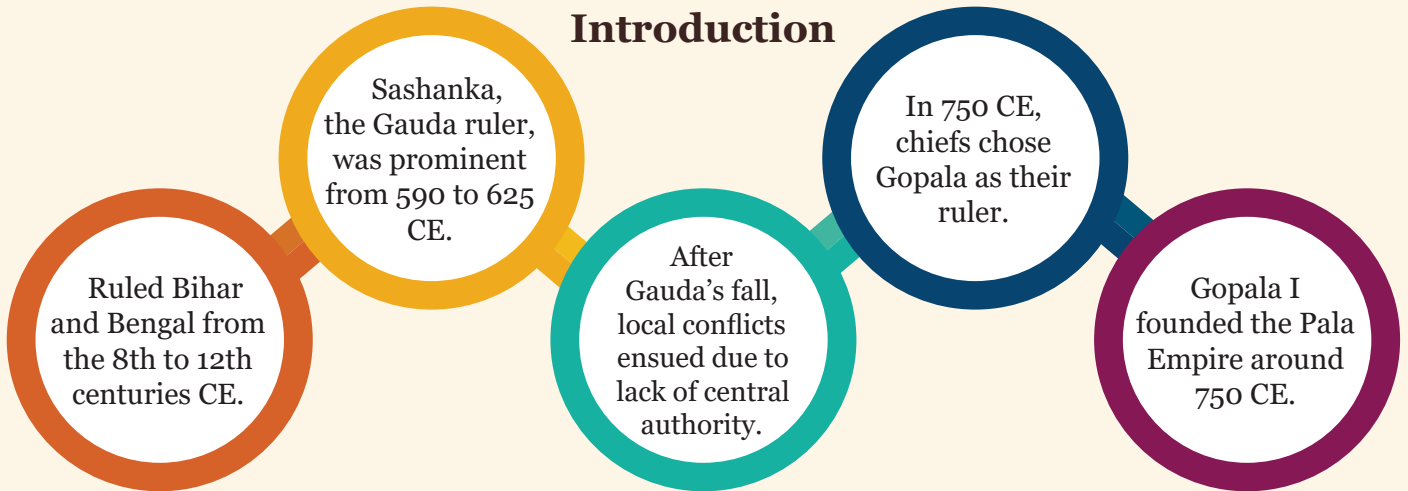 Introduction
Ruled Bihar
and Bengal from
the 8th to 12th
centuries CE.
Sashanka,
the Gauda ruler,
was prominent
from 590 to 625
CE.
After
Gauda’s fall,
local conflicts
ensued due to
lack of central
authority.
In 750 CE,
chiefs chose
Gopala as their
ruler.
Gopala I
founded the Pala
Empire around
750 CE.